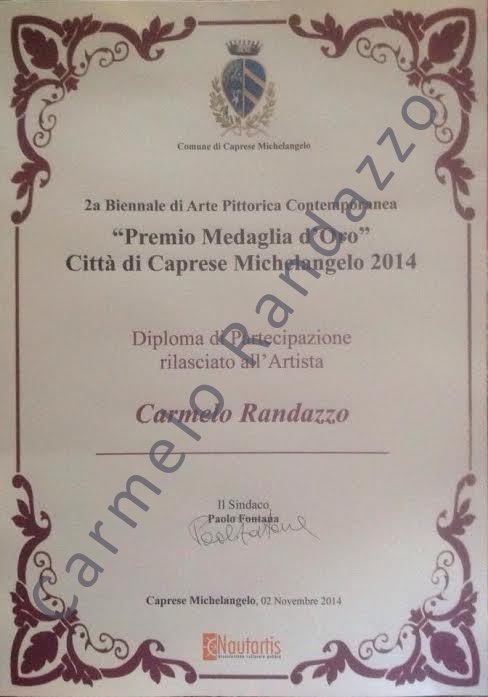 Comune di Caprese Michelangelo
2a Biennale di Arte Pittorica Contemporanea
“Premio Medaglia d’Oro”
Città di Caprese Michelangelo 2014
Diploma di Partecipazione
rilasciato all’Artista
Carmelo Randazzo
Il Sindaco
Paolo Fontana
Caprese Michelangelo, 02 Novembre 2014
Nautartis
Carmelo Randazzo